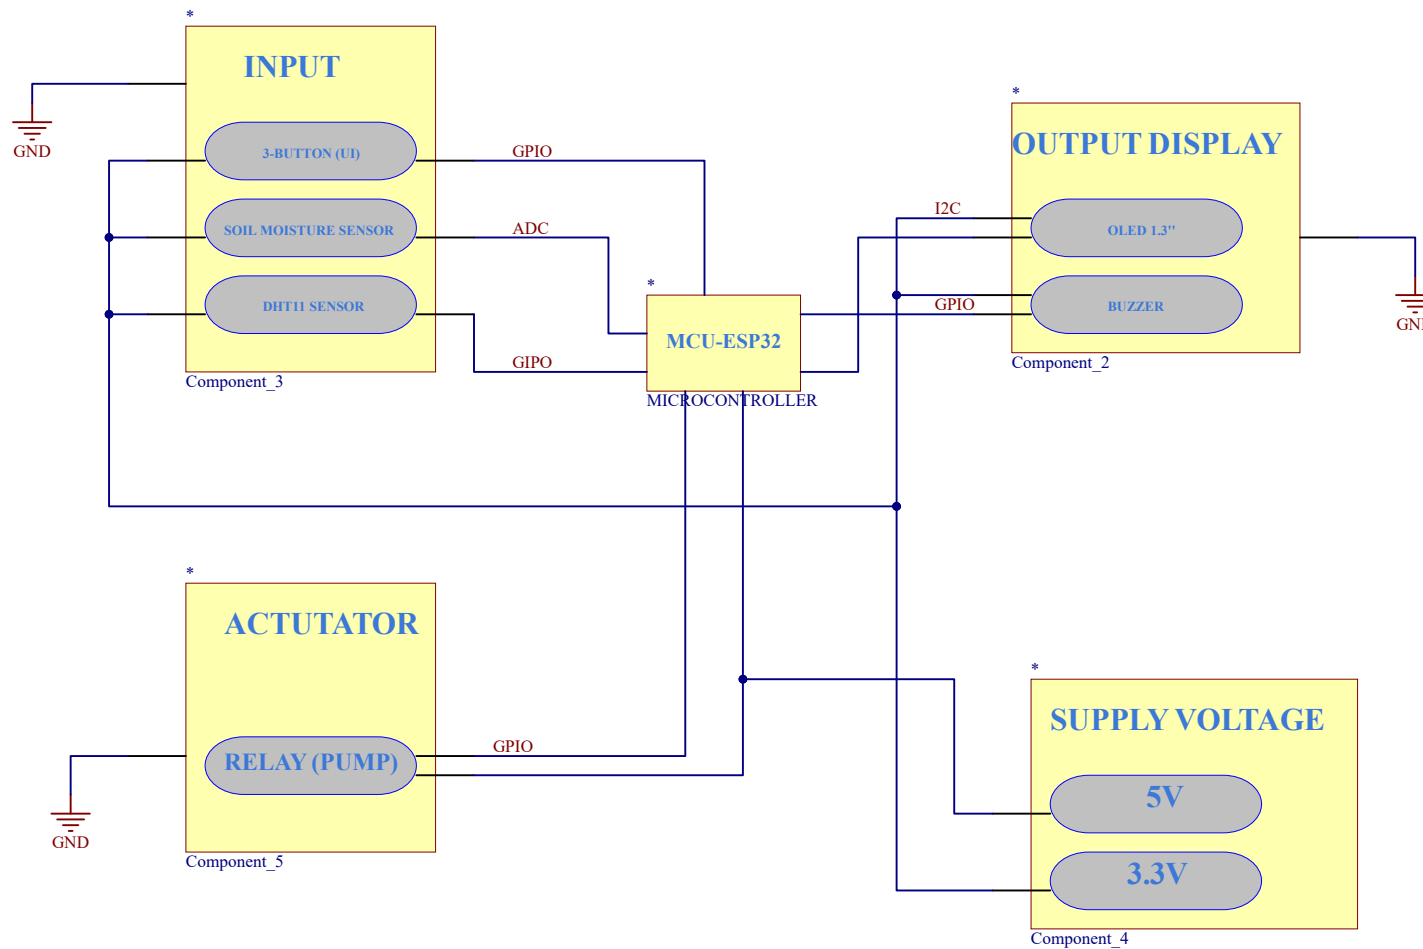 *
INPUT
3-BUTTON (UI)
SOIL MOISTURE SENSOR
DHT11 SENSOR
Component_3
GND
GPIO
ADC
GIPO
*
MCU-ESP32
MICROCONTROLLER
*
OUTPUT DISPLAY
I2C
OLED 1.3"
GPIO
BUZZER
Component_2
GND
*
ACTUTATOR
RELAY (PUMP)
GPIO
Component_5
GND
*
SUPPLY VOLTAGE
5V
3.3V
Component_4